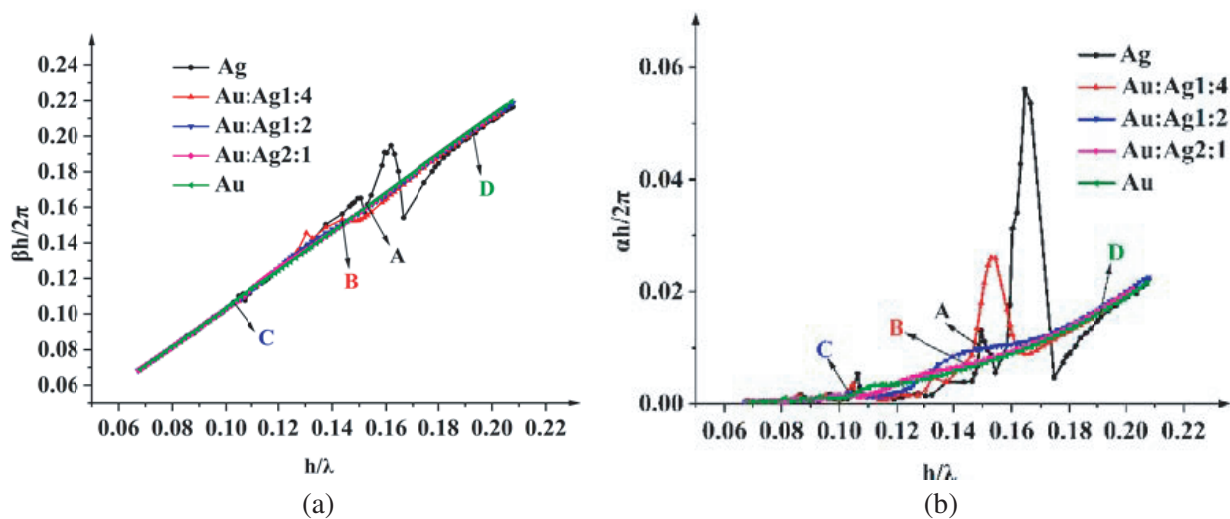 0.24
0.22
0.20
0.18
0.16
0.14
0.12
0.10
0.08
0.06
βh/2π
Ag
Au:Ag1:4
Au:Ag1:2
Au:Ag2:1
Au
A
B
C
D
0.06 0.08 0.10 0.12 0.14 0.16 0.18 0.20 0.22
h/λ
(a)
0.06
0.04
0.02
0.00
αh/2π
Ag
Au:Ag1:4
Au:Ag1:2
Au:Ag2:1
Au
D
A
B
C
0.06 0.08 0.10 0.12 0.14 0.16 0.18 0.20 0.22
h/λ
(b)